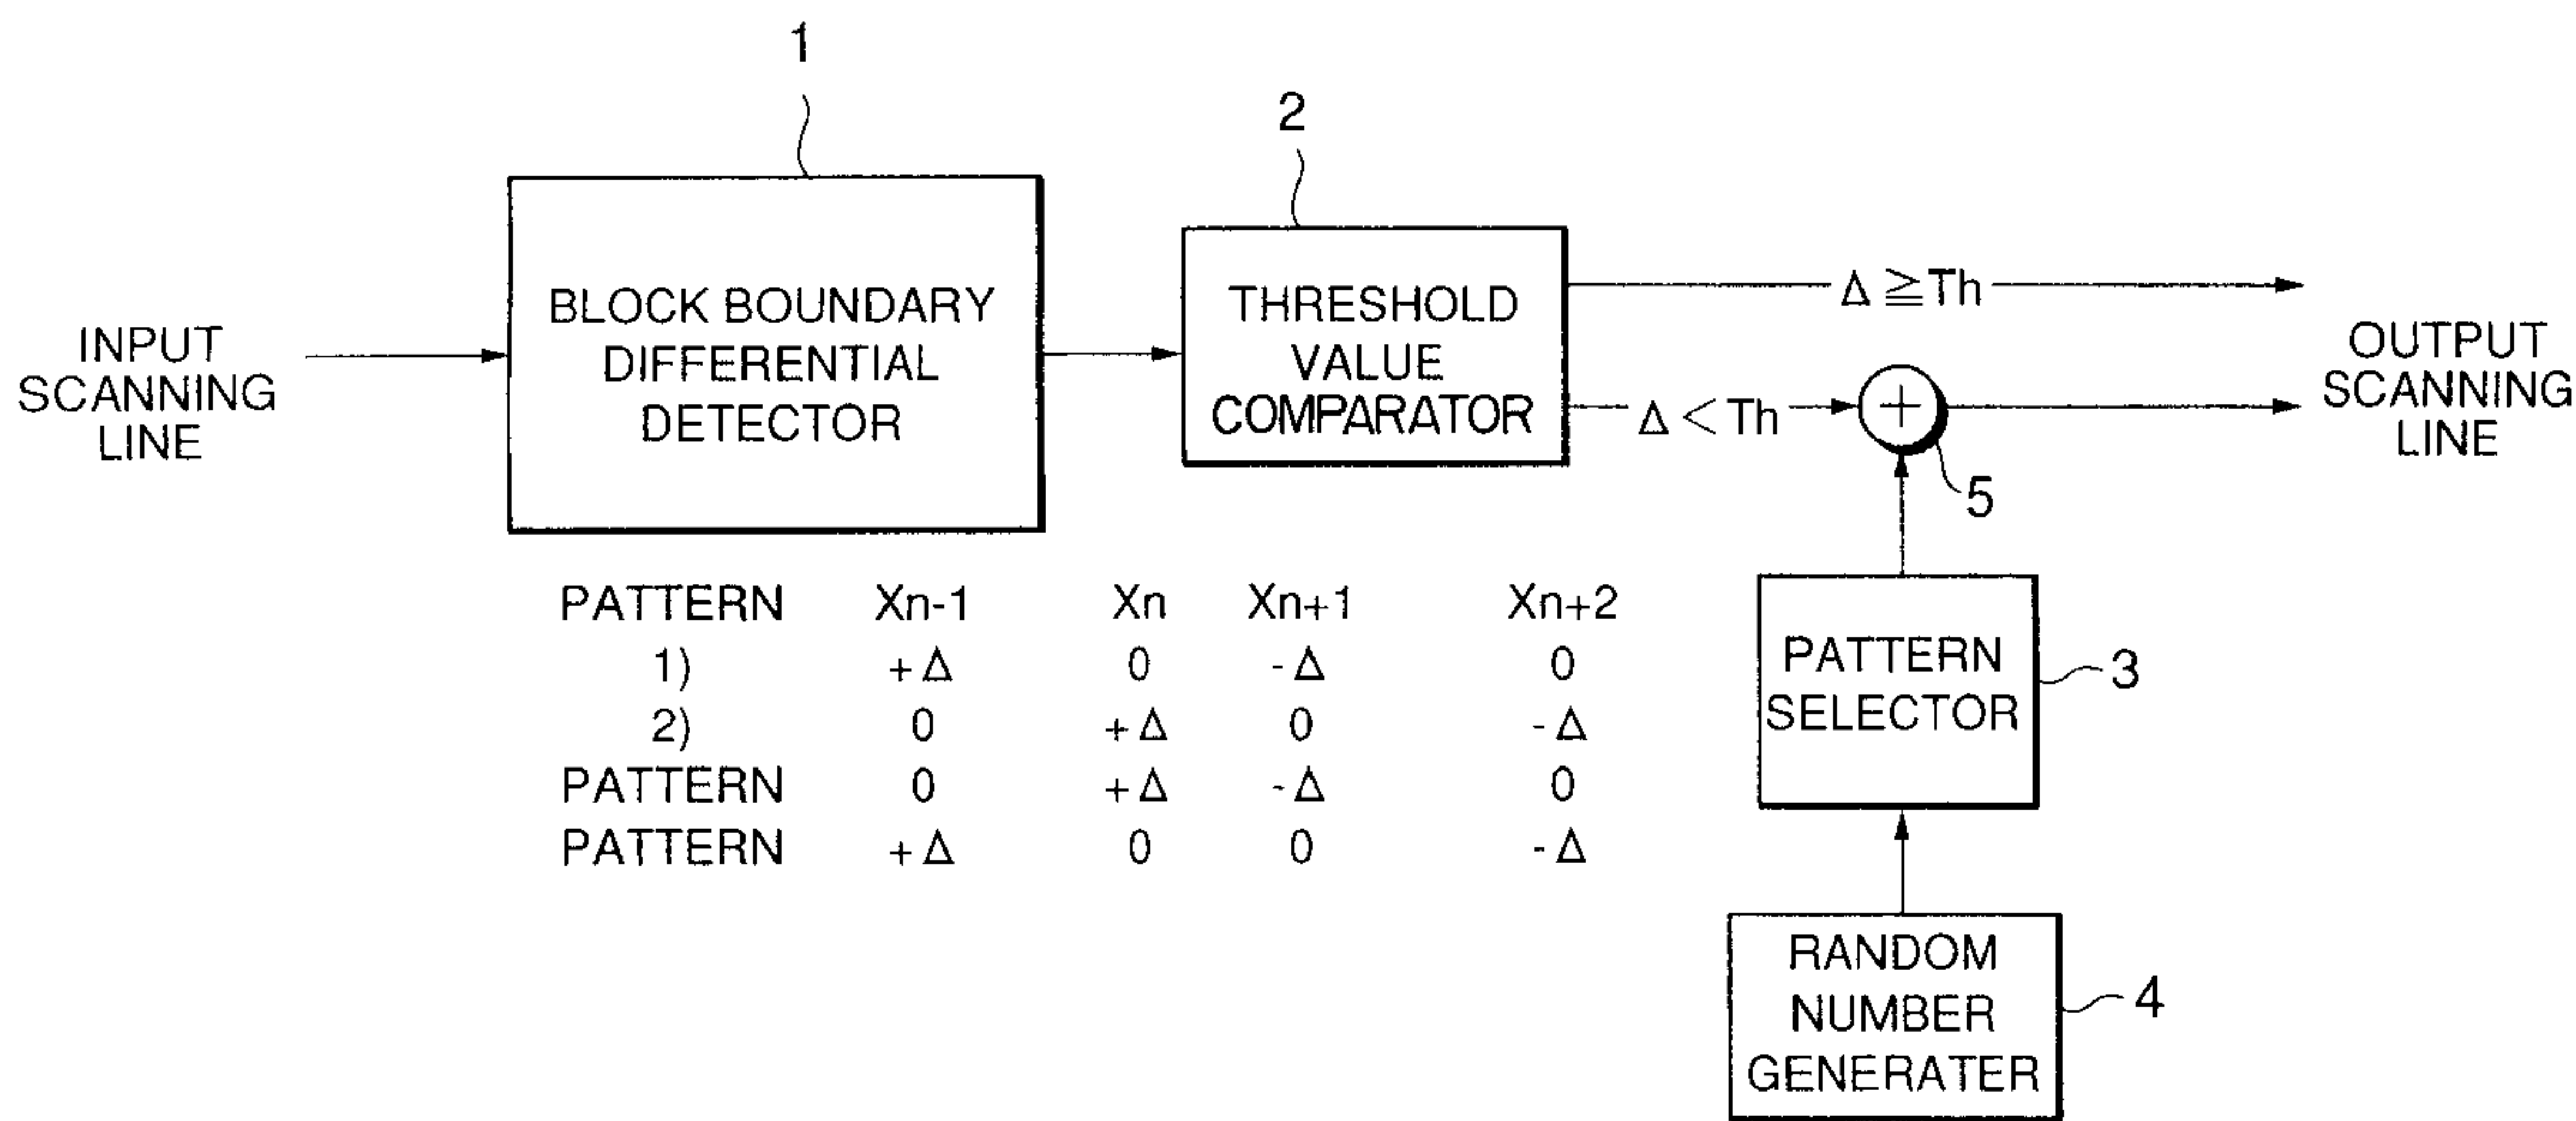 1
2
INPUT
SCANNING
LINE
BLOCK BOUNDARY
DIFFERENTIAL
DETECTOR
THRESHOLD
VALUE
COMPARATOR
Δ ≧ Th
Δ < Th
+
5
OUTPUT
SCANNING
LINE
PATTERN Xn-1 Xn Xn+1 Xn+2
1) +Δ 0 -Δ 0
2) 0 +Δ 0 -Δ
PATTERN 0 +Δ -Δ 0
PATTERN +Δ 0 0 -Δ
PATTERN
SELECTOR
3
RANDOM
NUMBER
GENERATER
4